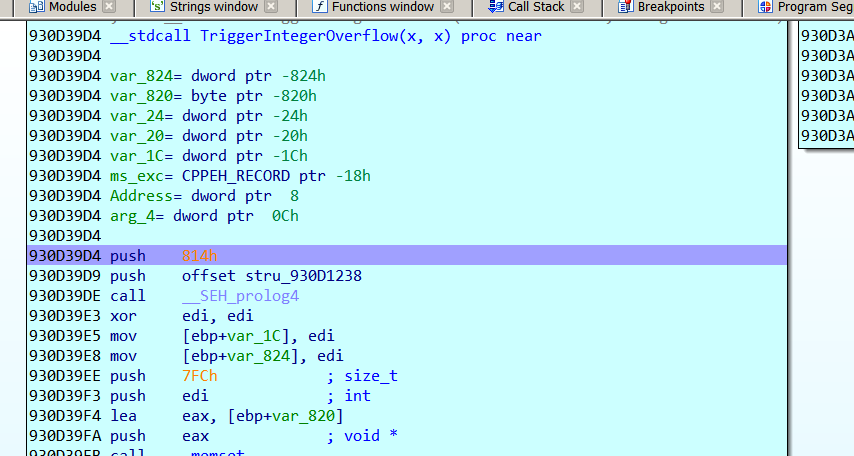 Modules Strings window Functions window Call Stack Breakpoints Program Seg
930D39D4 __stdcall TriggerIntegerOverflow(x, x) proc near
930D39D4
930D39D4 var_824= dword ptr -824h
930D39D4 var_820= byte ptr -820h
930D39D4 var_24= dword ptr -24h
930D39D4 var_20= dword ptr -20h
930D39D4 var_1C= dword ptr -1Ch
930D39D4 ms_exc= CPPEH_RECORD ptr -18h
930D39D4 Address= dword ptr  8
930D39D4 arg_4= dword ptr  0Ch
930D39D4
930D39D4 push    814h
930D39D9 push    offset stru_930D1238
930D39DE call    __SEH_prolog4
930D39E3 xor     edi, edi
930D39E5 mov     [ebp+var_1C], edi
930D39E8 mov     [ebp+var_824], edi
930D39EE push    7FCh            ; size_t
930D39F3 push    edi             ; int
930D39F4 lea     eax, [ebp+var_820]
930D39FA push    eax             ; void *
930D39FB call    _memset
930D3A
930D3A
930D3A
930D3A
930D3A
930D3A